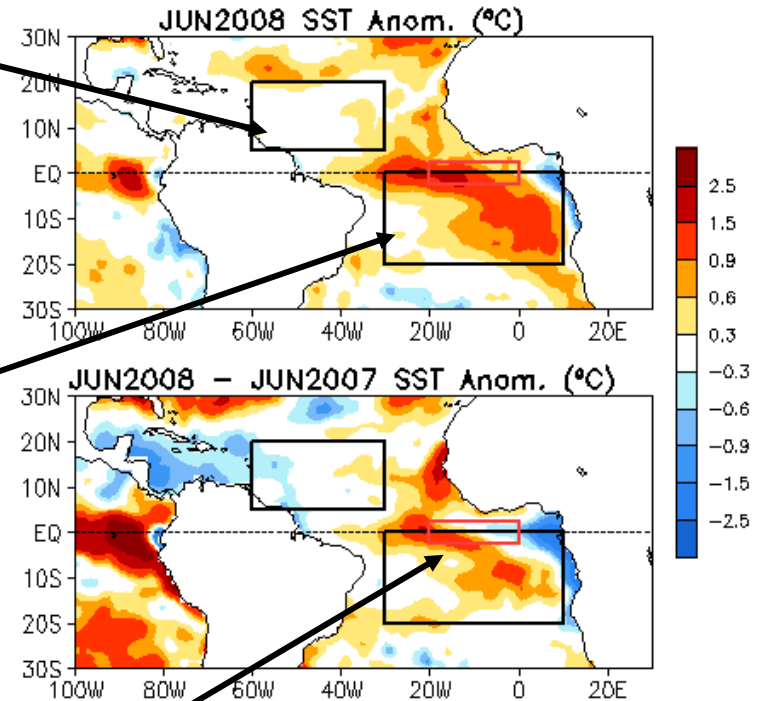 JUN2008 SST Anom. (ºC)
30N
20N
10N
EQ
10S
20S
30S
100W 80W 60W 40W 20W 0 20E
JUN2008 – JUN2007 SST Anom. (ºC)
30N
20N
10N
EQ
10S
20S
30S
100W 80W 60W 40W 20W 0 20E
2.5
1.5
0.9
0.6
0.3
−0.3
−0.6
−0.9
−1.5
−2.5